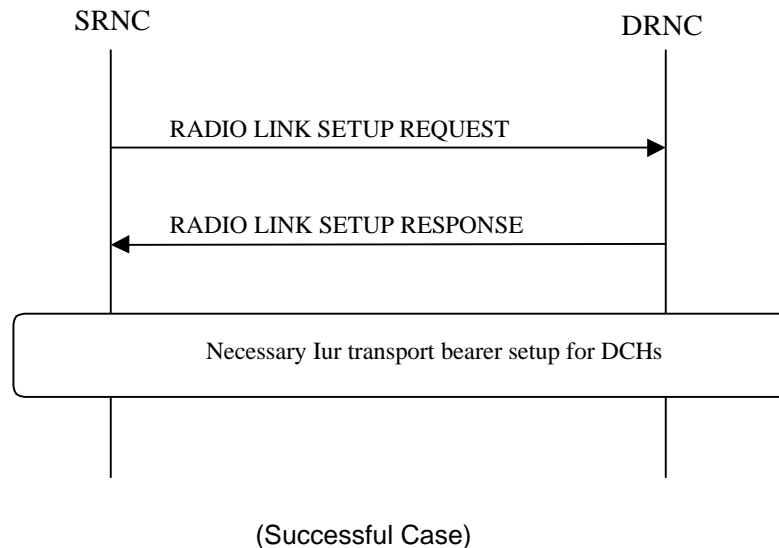 SRNC
DRNC
RADIO LINK SETUP REQUEST
RADIO LINK SETUP RESPONSE
Necessary Iur transport bearer setup for DCHs
(Successful Case)